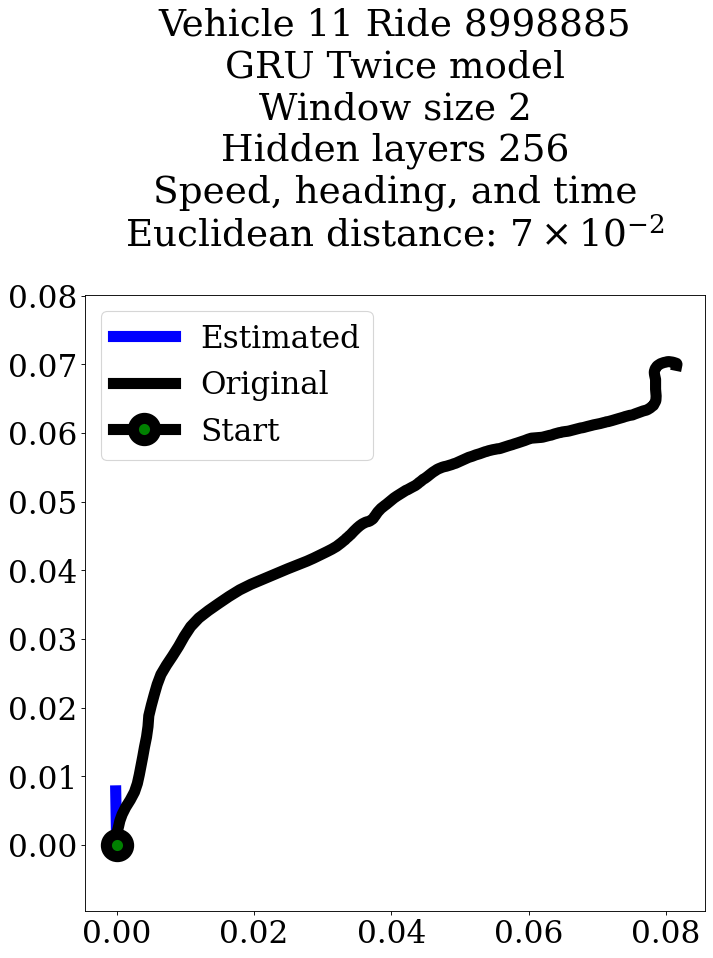 Vehicle 11 Ride 8998885
GRU Twice model
Window size 2
Hidden layers 256
Speed, heading, and time
Euclidean distance: 7 × 10⁻²
0.08
Estimated
0.07
Original
0.06
Start
0.05
0.04
0.03
0.02
0.01
0.00
0.00 0.02 0.04 0.06 0.08